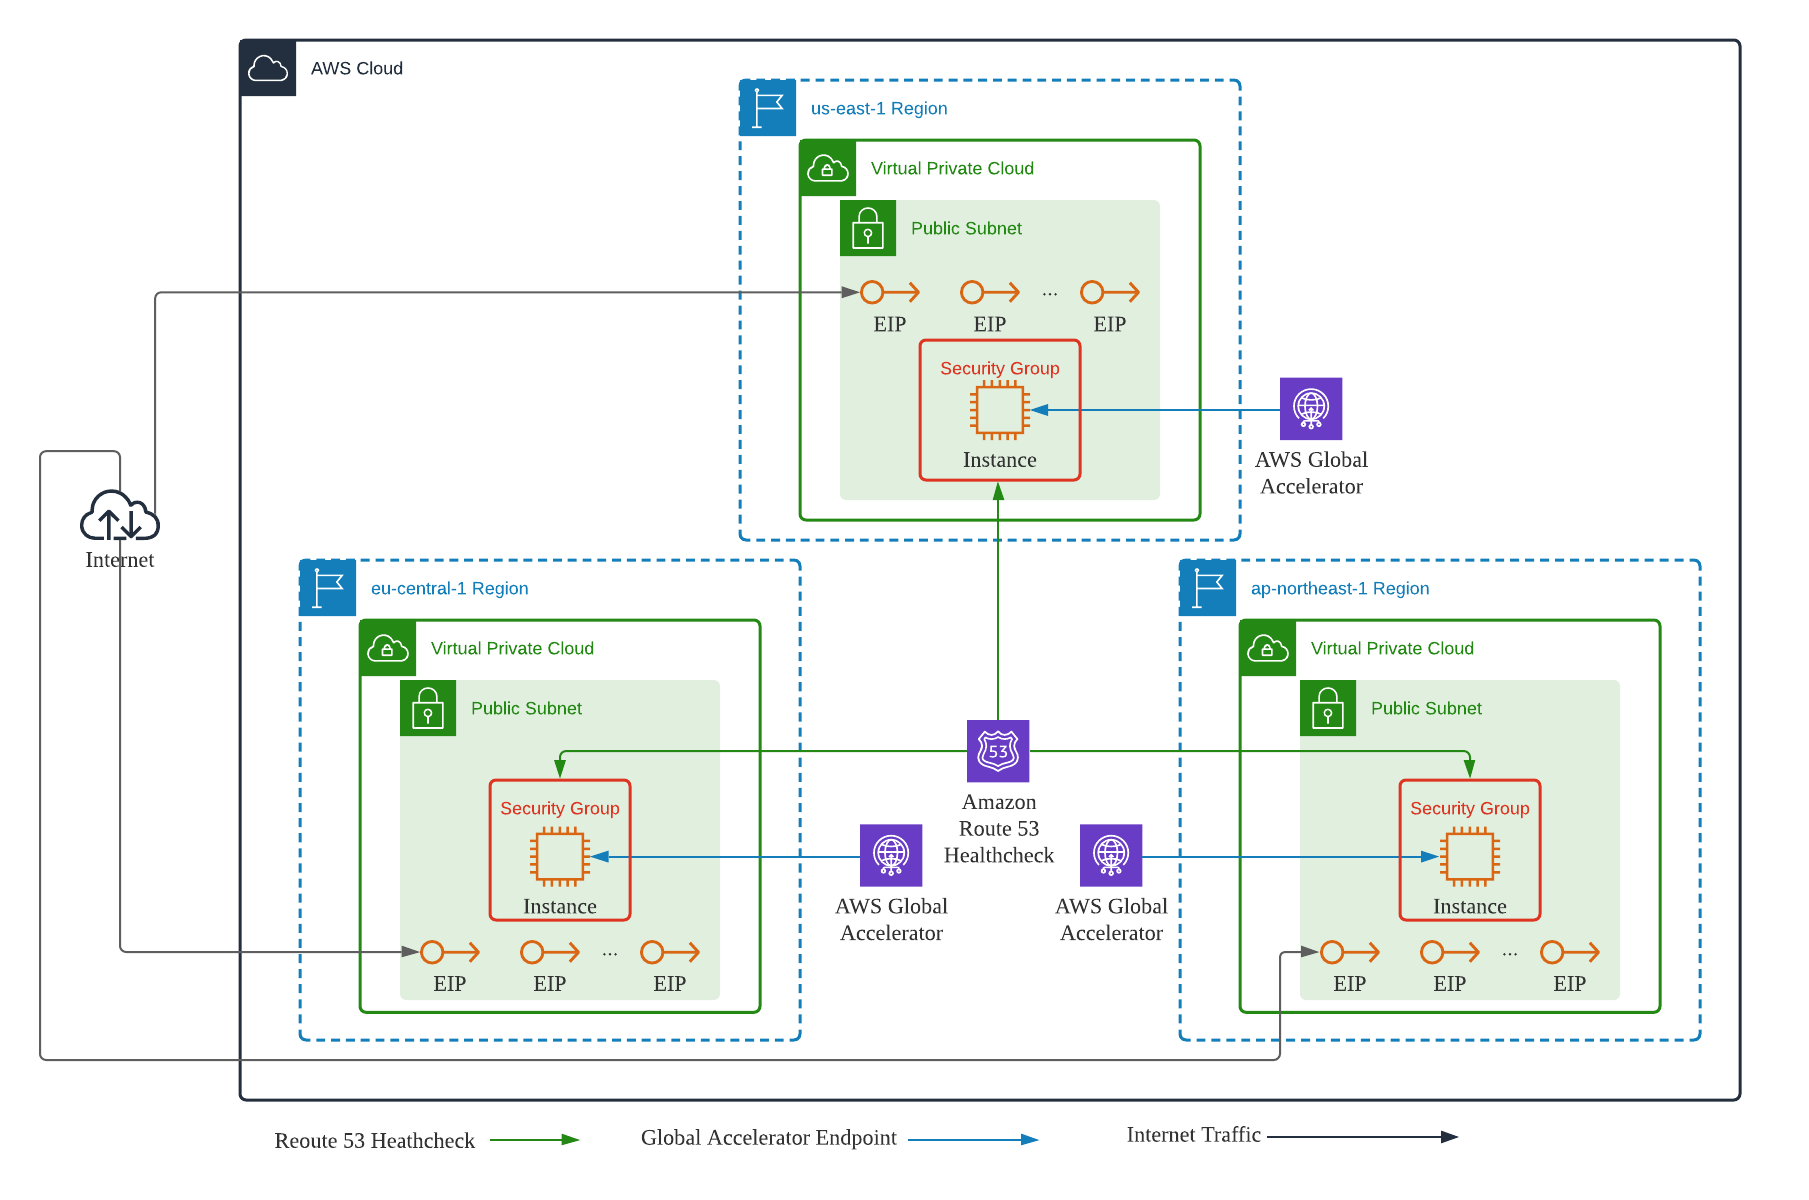 AWS Cloud
us-east-1 Region
Virtual Private Cloud
Public Subnet
...
EIP
EIP
EIP
Security Group
Instance
AWS Global
Accelerator
Internet
eu-central-1 Region
Virtual Private Cloud
Public Subnet
Security Group
Instance
...
EIP
EIP
EIP
53
Amazon
Route 53
Healthcheck
AWS Global
Accelerator
AWS Global
Accelerator
ap-northeast-1 Region
Virtual Private Cloud
Public Subnet
Security Group
Instance
...
EIP
EIP
EIP
Reoute 53 Heathcheck
Global Accelerator Endpoint
Internet Traffic